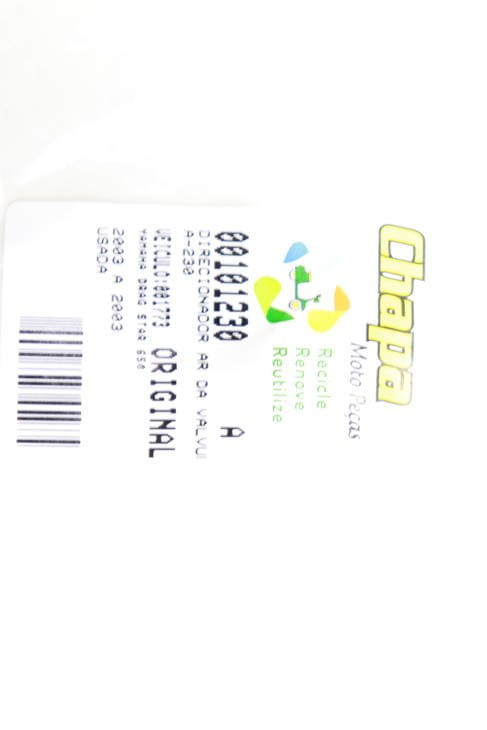 Chapa
Moto Peças
Recicle
Renove
Reutilize
00101230 A
DIRECIONADOR AR DA VALVU
A-230
VEICULO:001773 ORIGINAL
YAMAHA DRAG STAR 650
2003 A 2003
USADA